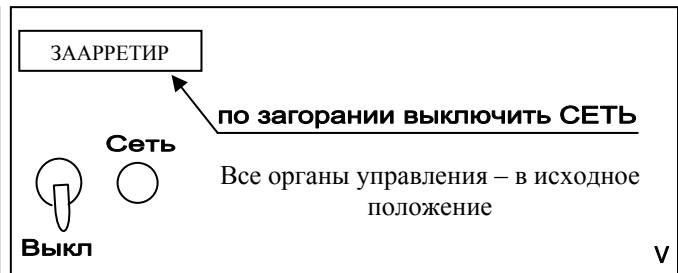 ЗААРРЕТИР
по загорании выключить СЕТЬ
Сеть
Все органы управления – в исходное
положение
Выкл
V